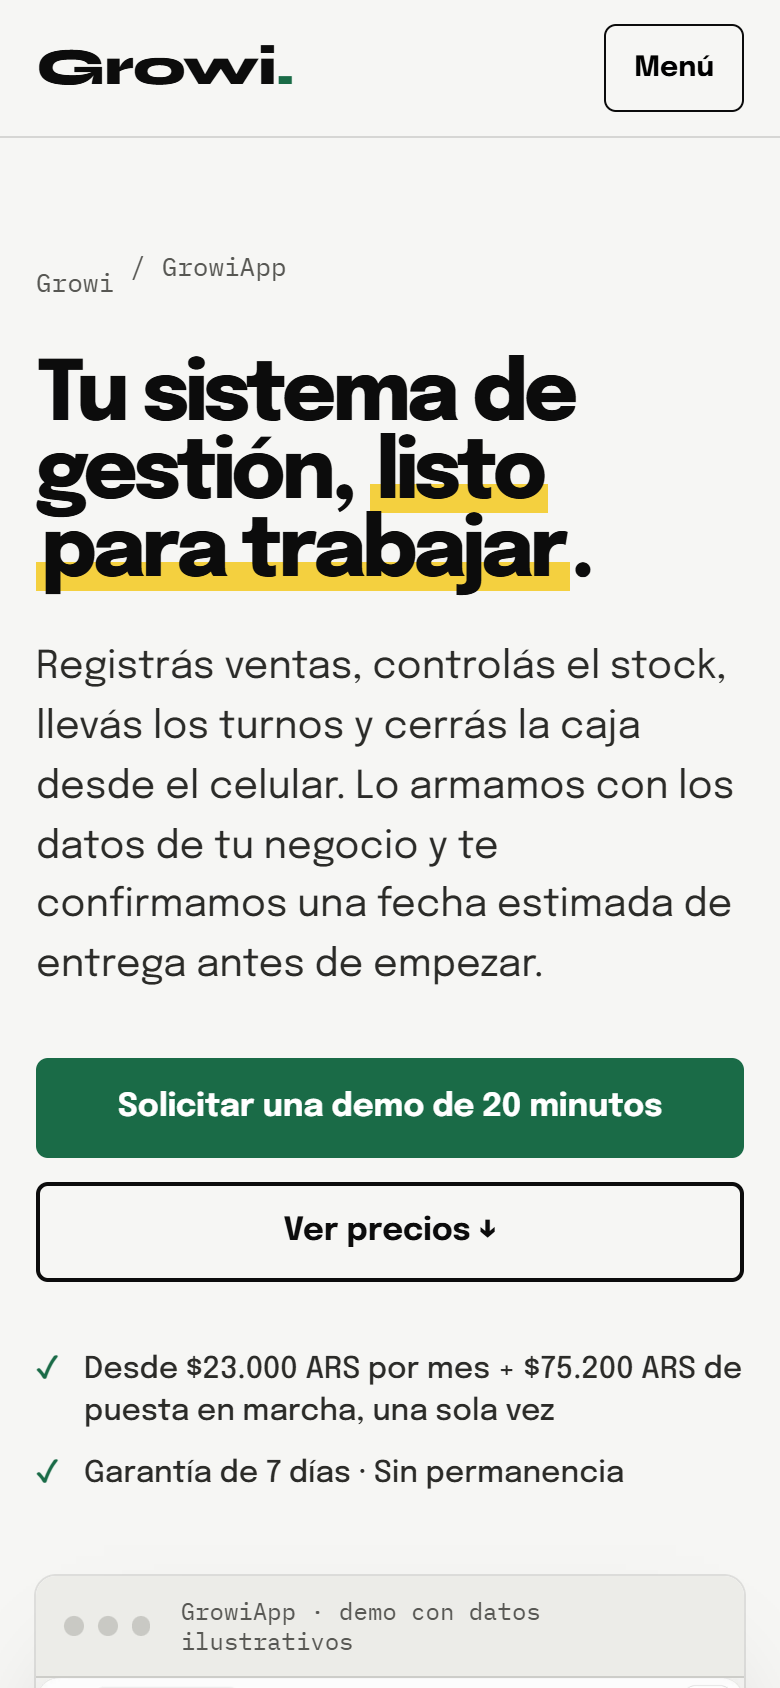 Growi.
Menú
Growi / GrowiApp
Tu sistema de
gestión, listo
para trabajar.
Registrás ventas, controlás el stock,
llevás los turnos y cerrás la caja
desde el celular. Lo armamos con los
datos de tu negocio y te
confirmamos una fecha estimada de
entrega antes de empezar.
Solicitar una demo de 20 minutos
Ver precios ↓
✓ Desde $23.000 ARS por mes + $75.200 ARS de
puesta en marcha, una sola vez
✓ Garantía de 7 días · Sin permanencia
GrowiApp · demo con datos
ilustrativos